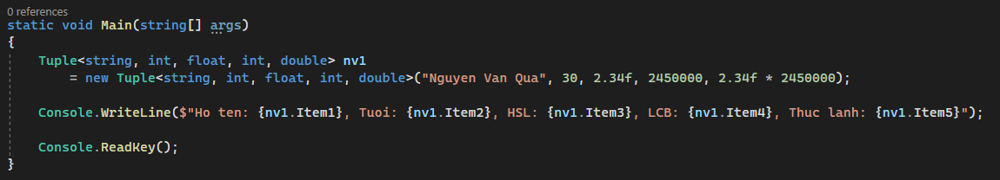 0 references
static void Main(string[] args)
{
    Tuple<string, int, float, int, double> nv1
        = new Tuple<string, int, float, int, double>("Nguyen Van Qua", 30, 2.34f, 2450000, 2.34f * 2450000);
    Console.WriteLine($"Ho ten: {nv1.Item1}, Tuoi: {nv1.Item2}, HSL: {nv1.Item3}, LCB: {nv1.Item4}, Thuc lanh: {nv1.Item5}");
    Console.ReadKey();
}